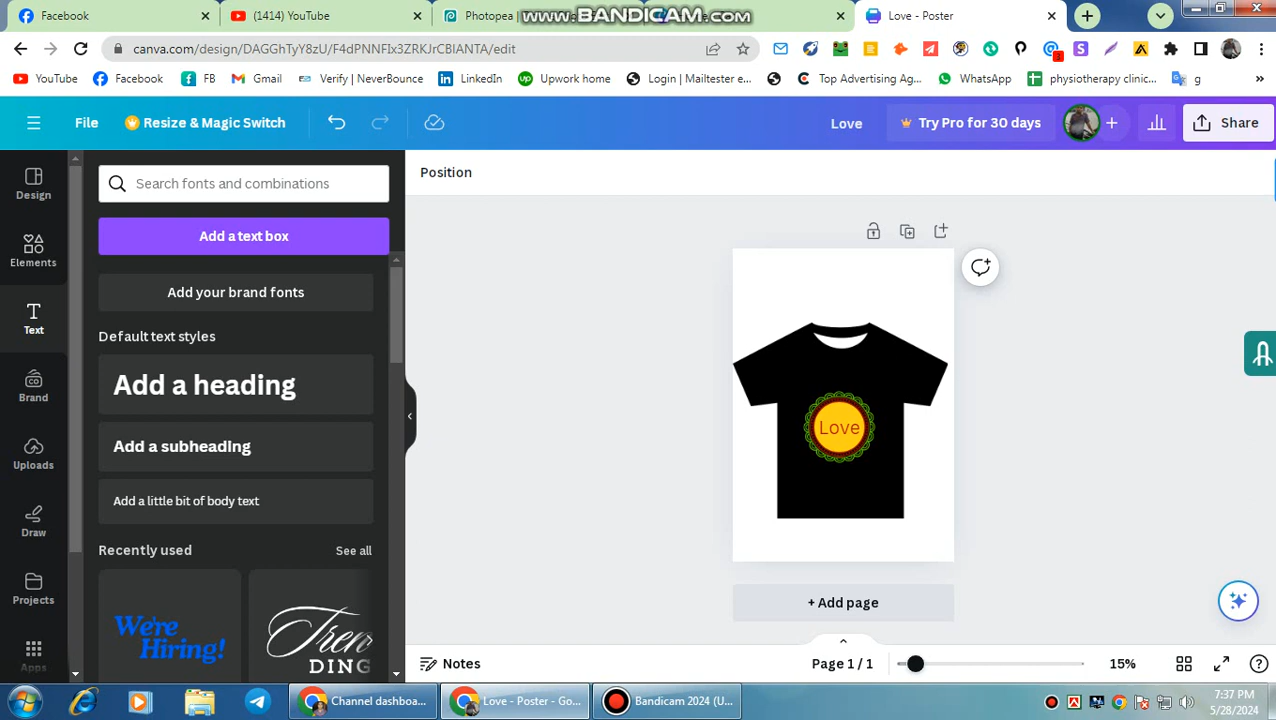 Facebook
(1414) YouTube
Photopea
www.BANDICAM.com
Love - Poster
canva.com/design/DAGGhTyY8zU/F4dPNNFIx3ZRKJrCBIANTA/edit
3
YouTube
Facebook
FB
Gmail
Verify | NeverBounce
LinkedIn
Upwork home
Login | Mailtester e...
Top Advertising Ag...
WhatsApp
physiotherapy clinic...
g
»
File
Resize & Magic Switch
Love
Try Pro for 30 days
Share
Design
Elements
Text
Brand
Uploads
Draw
Projects
Apps
Search fonts and combinations
Add a text box
Add your brand fonts
Default text styles
Add a heading
Add a subheading
Add a little bit of body text
Recently used
See all
We're
Hiring!
Tren
DING
Position
Love
+ Add page
Notes
Page 1 / 1
15%
Channel dashboa...
Love - Poster - Go...
Bandicam 2024 (U...
7:37 PM
5/28/2024